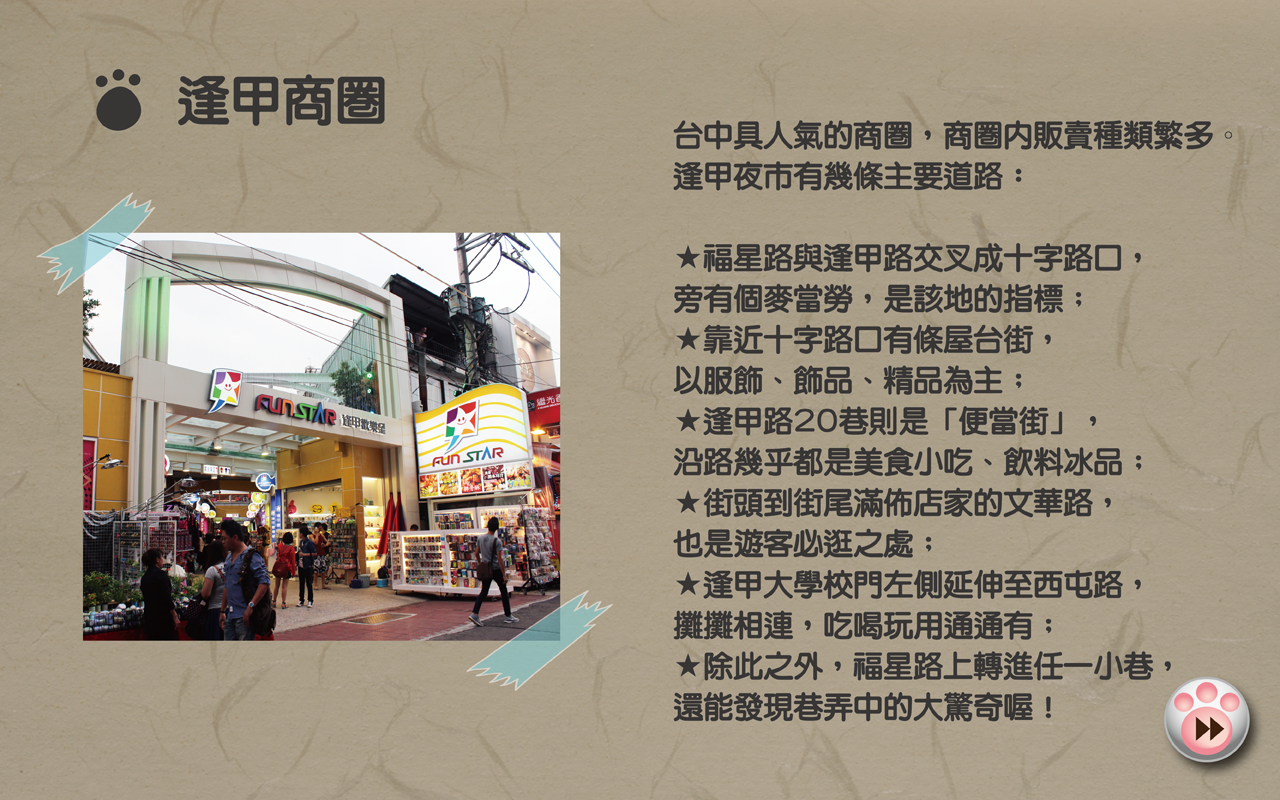 逢甲商圈
台中具人氣的商圈，商圈內販賣種類繁多。
逢甲夜市有幾條主要道路：
★福星路與逢甲路交叉成十字路口，
旁有個麥當勞，是該地的指標；
★靠近十字路口有條屋台街，
以服飾、飾品、精品為主；
★逢甲路20巷則是「便當街」，
沿路幾乎都是美食小吃、飲料冰品；
★街頭到街尾滿佈店家的文華路，
也是遊客必逛之處；
★逢甲大學校門左側延伸至西屯路，
攤攤相連，吃喝玩用通通有；
★除此之外，福星路上轉進任一小巷，
還能發現巷弄中的大驚奇喔！
FUN STAR 逢甲歡樂星
FUN STAR